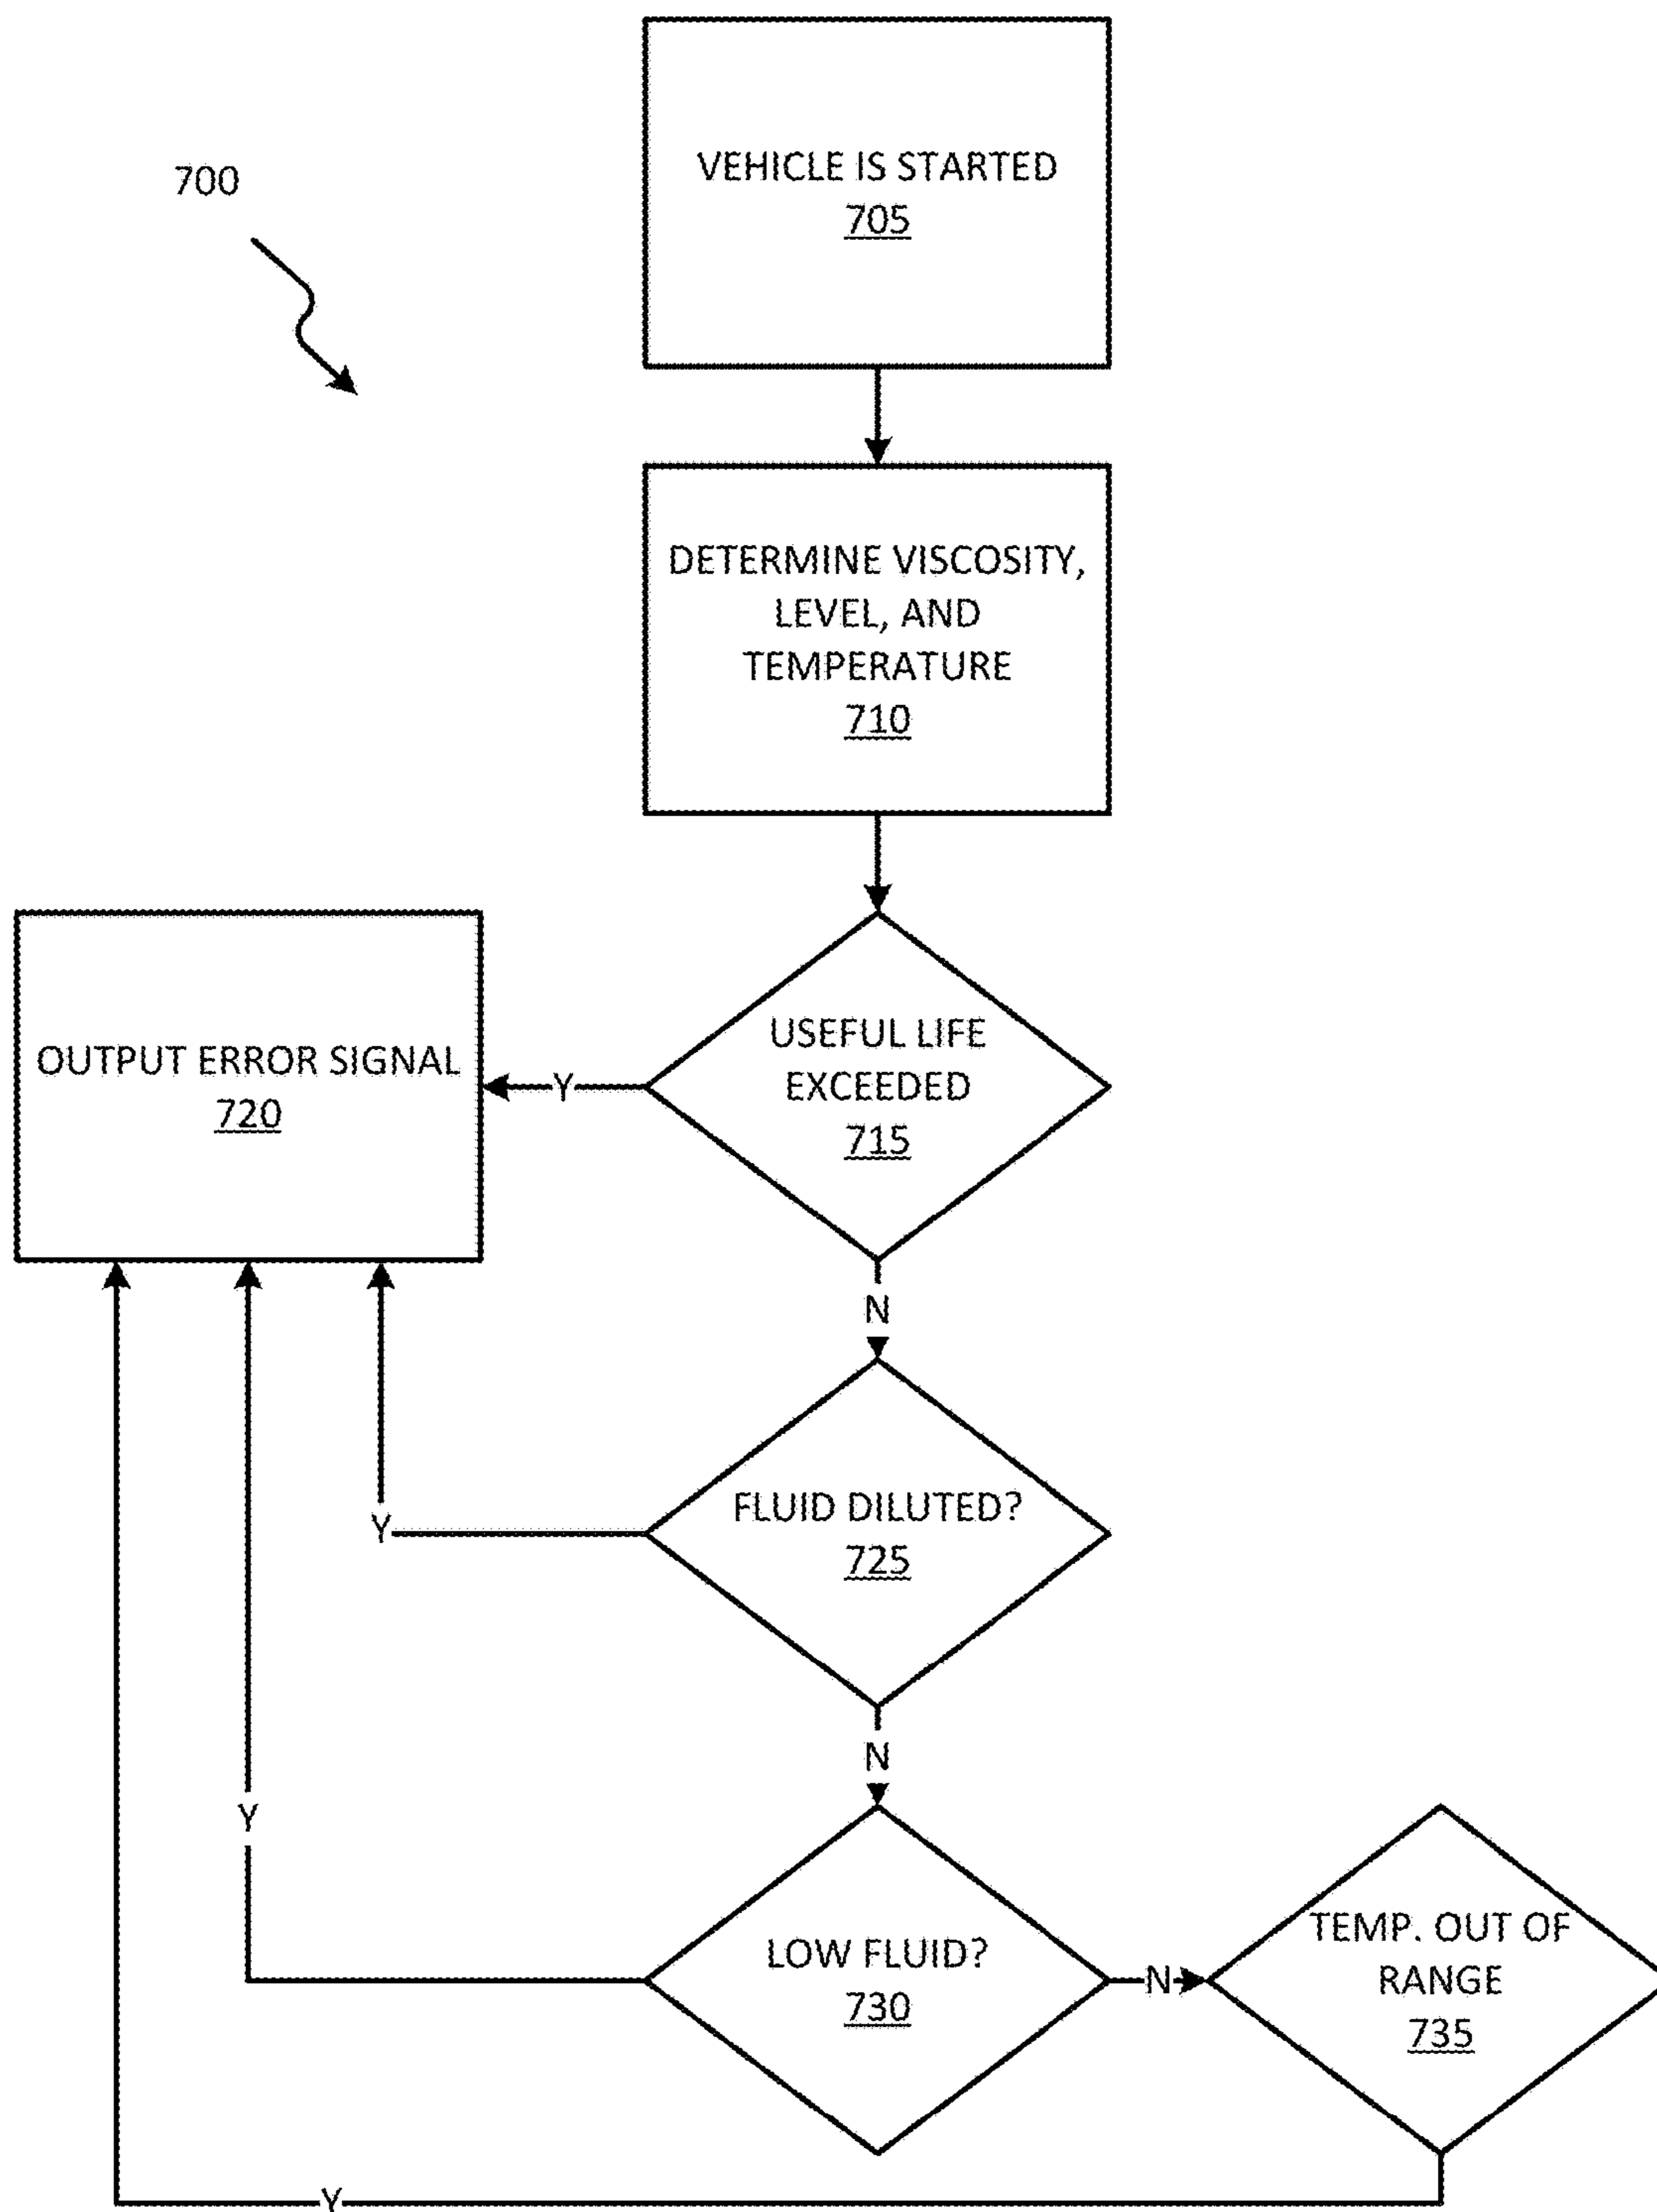 700
VEHICLE IS STARTED
705
DETERMINE VISCOSITY,
LEVEL, AND
TEMPERATURE
710
USEFUL LIFE
EXCEEDED
715
Y
OUTPUT ERROR SIGNAL
720
N
FLUID DILUTED?
725
Y
N
LOW FLUID?
730
Y
N
TEMP. OUT OF
RANGE
735
Y